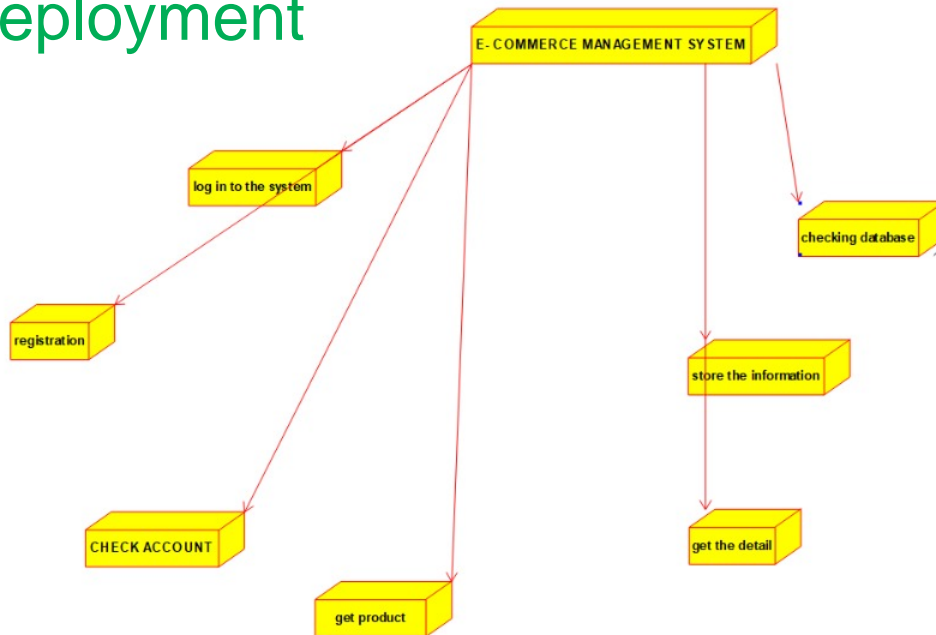 eployment
E- COMMERCE MANAGEMENT SYSTEM
log in to the system
checking database
registration
store the information
CHECK ACCOUNT
get the detail
get product